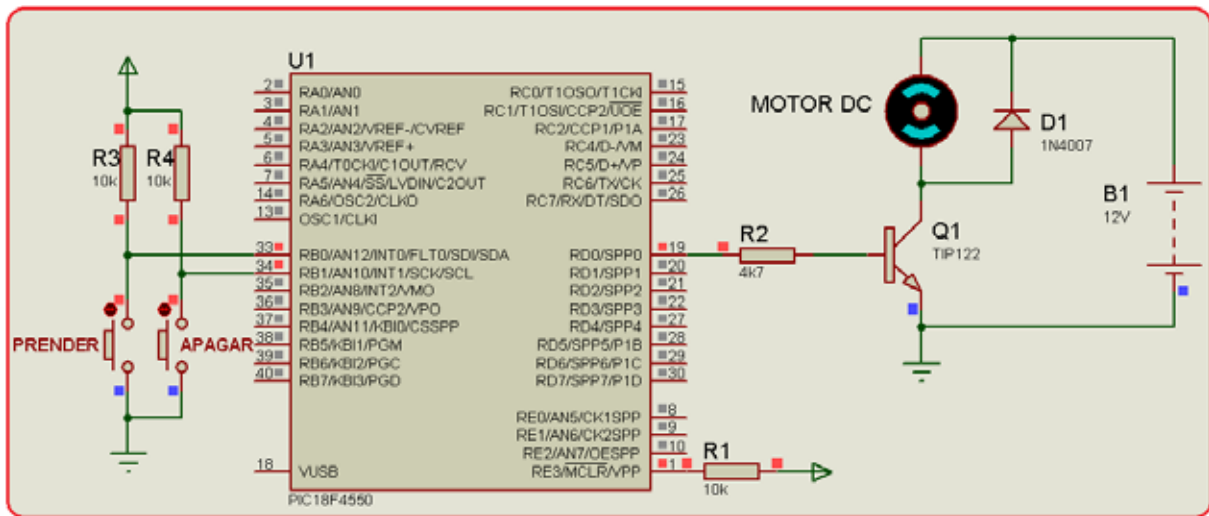 U1
2 RA0/AN0
3 RA1/AN1
4 RA2/AN2/VREF-/CVREF
5 RA3/AN3/VREF+
6 RA4/T0CKI/C1OUT/RCV
7 RA5/AN4/SS/LVDIN/C2OUT
14 RA6/OSC2/CLKO
13 OSC1/CLKI
33 RB0/AN12/INT0/FLT0/SDI/SDA
34 RB1/AN10/INT1/SCK/SCL
35 RB2/AN8/INT2/VMO
36 RB3/AN9/CCP2/VPO
37 RB4/AN11/KBI0/CSSPP
38 RB5/KBI1/PGM
39 RB6/KBI2/PGC
40 RB7/KBI3/PGD
18 VUSB
RC0/T1OSO/T1CKI 15
RC1/T1OSI/CCP2/UOE 16
RC2/CCP1/P1A 17
RC4/D-/VM 23
RC5/D+/VP 24
RC6/TX/CK 25
RC7/RX/DT/SDO 26
RD0/SPP0 19
RD1/SPP1 20
RD2/SPP2 21
RD3/SPP3 22
RD4/SPP4 27
RD5/SPP5/P1B 28
RD6/SPP6/P1C 29
RD7/SPP7/P1D 30
RE0/AN5/CK1SPP 8
RE1/AN6/CK2SPP 9
RE2/AN7/OESPP 10
RE3/MCLR/VPP 1
PIC18F4550
R3
10k
R4
10k
PRENDER
APAGAR
R2
4k7
R1
10k
MOTOR DC
D1
1N4007
Q1
TIP122
B1
12V